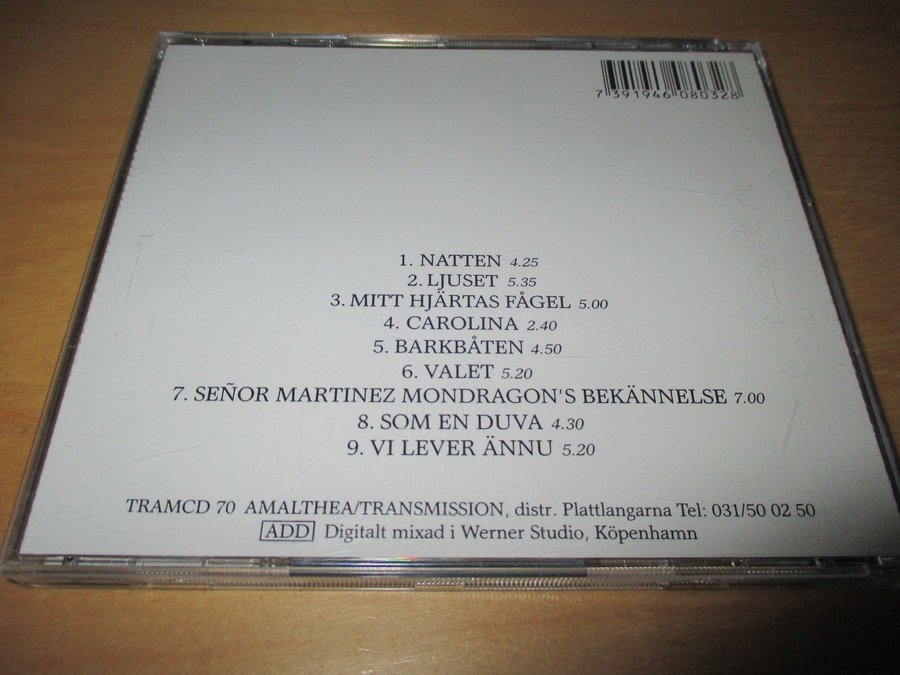 7 391946 080328
1. NATTEN 4.25
2. LJUSET 5.35
3. MITT HJÄRTAS FÅGEL 5.00
4. CAROLINA 2.40
5. BARKBÅTEN 4.50
6. VALET 5.20
7. SEÑOR MARTINEZ MONDRAGON'S BEKÄNNELSE 7.00
8. SOM EN DUVA 4.30
9. VI LEVER ÄNNU 5.20
TRAMCD 70 AMALTHEA/TRANSMISSION, distr. Plattlangarna Tel: 031/50 02 50
ADD Digitalt mixad i Werner Studio, Köpenhamn